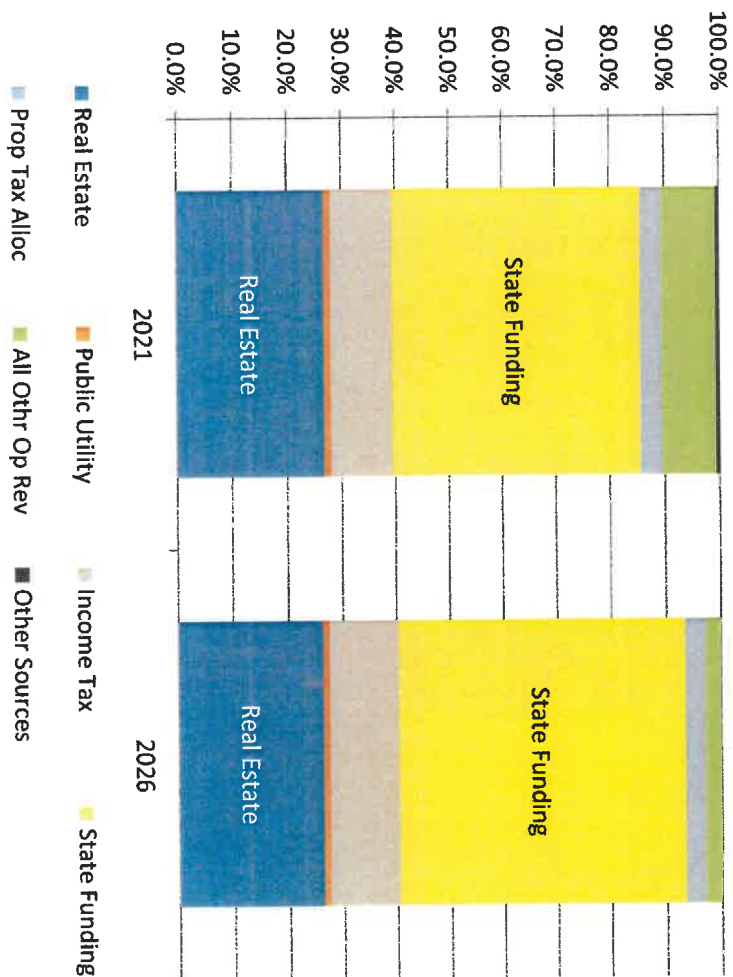 100.0%
90.0%
80.0%
70.0%
60.0%
50.0%
40.0%
30.0%
20.0%
10.0%
0.0%
State Funding
Real Estate
State Funding
Real Estate
2021
2026
Real Estate
Public Utility
Income Tax
State Funding
Prop Tax Alloc
All Othr Op Rev
Other Sources